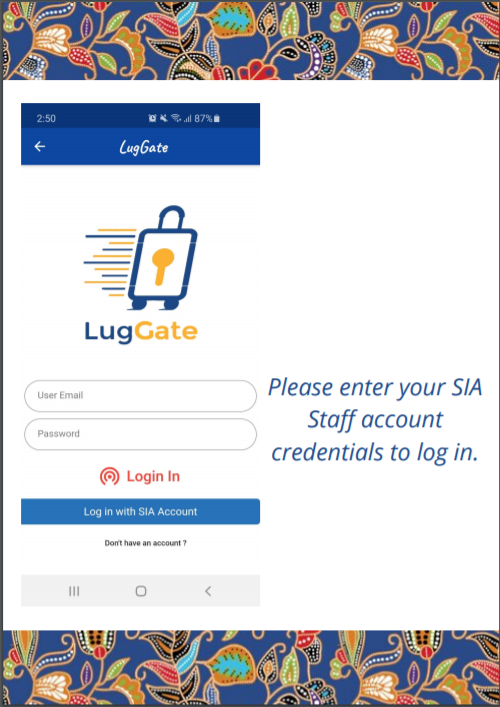 2:50
87%
LugGate
LugGate
User Email
Password
Login In
Log in with SIA Account
Don't have an account ?
Please enter your SIA
Staff account
credentials to log in.